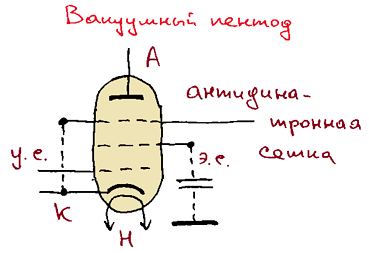 Вакуумный пентод
А
антидина-
тронная
сетка
у.с.
э.с.
К
Н